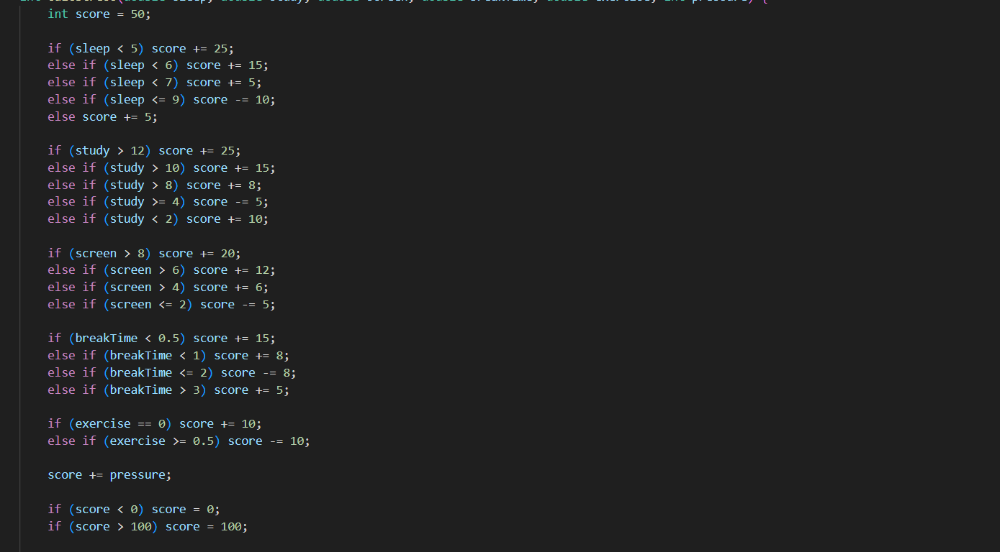 int score = 50;
if (sleep < 5) score += 25;
else if (sleep < 6) score += 15;
else if (sleep < 7) score += 5;
else if (sleep <= 9) score -= 10;
else score += 5;
if (study > 12) score += 25;
else if (study > 10) score += 15;
else if (study > 8) score += 8;
else if (study >= 4) score -= 5;
else if (study < 2) score += 10;
if (screen > 8) score += 20;
else if (screen > 6) score += 12;
else if (screen > 4) score += 6;
else if (screen <= 2) score -= 5;
if (breakTime < 0.5) score += 15;
else if (breakTime < 1) score += 8;
else if (breakTime <= 2) score -= 8;
else if (breakTime > 3) score += 5;
if (exercise == 0) score += 10;
else if (exercise >= 0.5) score -= 10;
score += pressure;
if (score < 0) score = 0;
if (score > 100) score = 100;